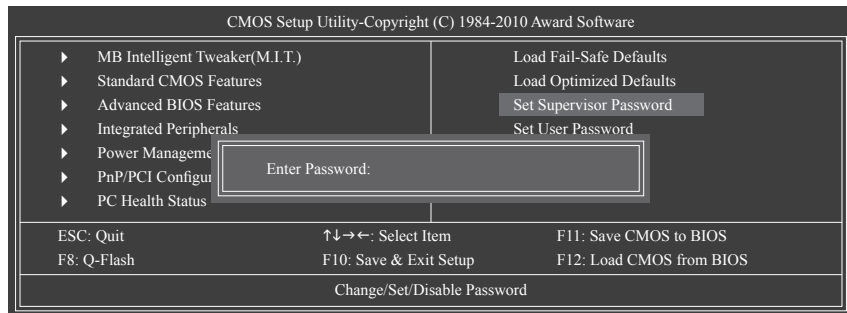 CMOS Setup Utility-Copyright (C) 1984-2010 Award Software
MB Intelligent Tweaker(M.I.T.)
Standard CMOS Features
Advanced BIOS Features
Integrated Peripherals
Power Manageme
PnP/PCI Configur
PC Health Status
Load Fail-Safe Defaults
Load Optimized Defaults
Set Supervisor Password
Set User Password
Enter Password:
ESC: Quit ↑↓→←: Select Item F11: Save CMOS to BIOS
F8: Q-Flash F10: Save & Exit Setup F12: Load CMOS from BIOS
Change/Set/Disable Password